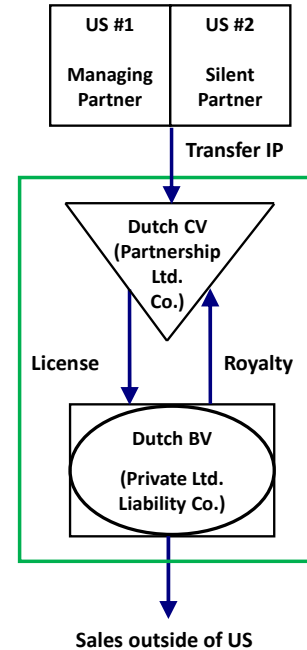 US #1
Managing
Partner
US #2
Silent
Partner
Transfer IP
Dutch CV
(Partnership
Ltd.
Co.)
License
Royalty
Dutch BV
(Private Ltd.
Liability Co.)
Sales outside of US